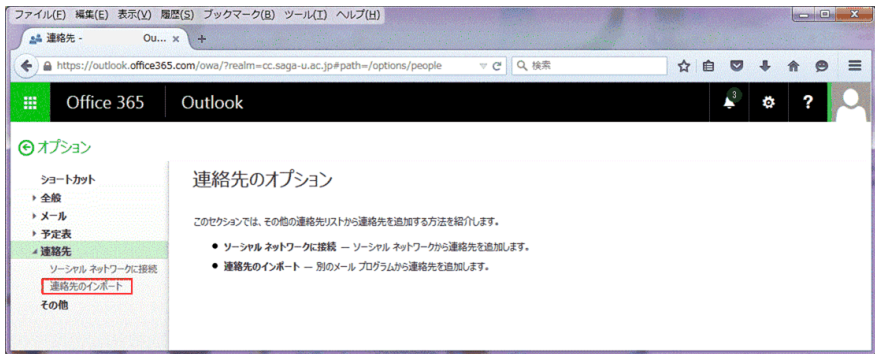 ファイル(F) 編集(E) 表示(V) 履歴(S) ブックマーク(B) ツール(T) ヘルプ(H)
連絡先 - Ou... × +
https://outlook.office365.com/owa/?realm=cc.saga-u.ac.jp#path=/options/people
検索
Office 365 Outlook
3
?
オプション
ショートカット
全般
メール
予定表
連絡先
ソーシャル ネットワークに接続
連絡先のインポート
その他
連絡先のオプション
このセクションでは、その他の連絡先リストから連絡先を追加する方法を紹介します。
● ソーシャル ネットワークに接続 — ソーシャル ネットワークから連絡先を追加します。
● 連絡先のインポート — 別のメール プログラムから連絡先を追加します。